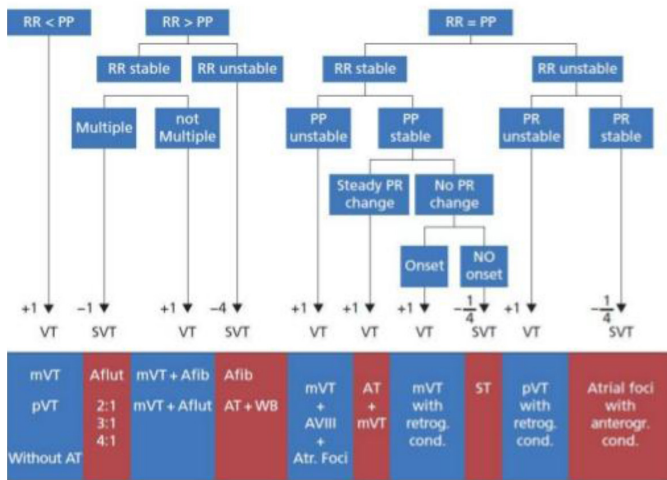 RR < PP
RR > PP
RR = PP
RR stable
RR unstable
RR stable
RR unstable
Multiple
not
Multiple
PP
unstable
PP
stable
PR
unstable
PR
stable
Steady PR
change
No PR
change
Onset
NO
onset
+1
−1
+1
−4
+1
+1
+1
−1/4
+1
−1/4
VT
SVT
VT
SVT
VT
VT
VT
SVT
VT
SVT
mVT
pVT
Without AT
Aflut
2:1
3:1
4:1
mVT + Afib
mVT + Aflut
Afib
AT + WB
mVT
+
AVIII
+
Atr. Foci
AT
+
mVT
mVT
with
retrog.
cond.
ST
pVT
with
retrog.
cond.
Atrial foci
with
anterogr.
cond.